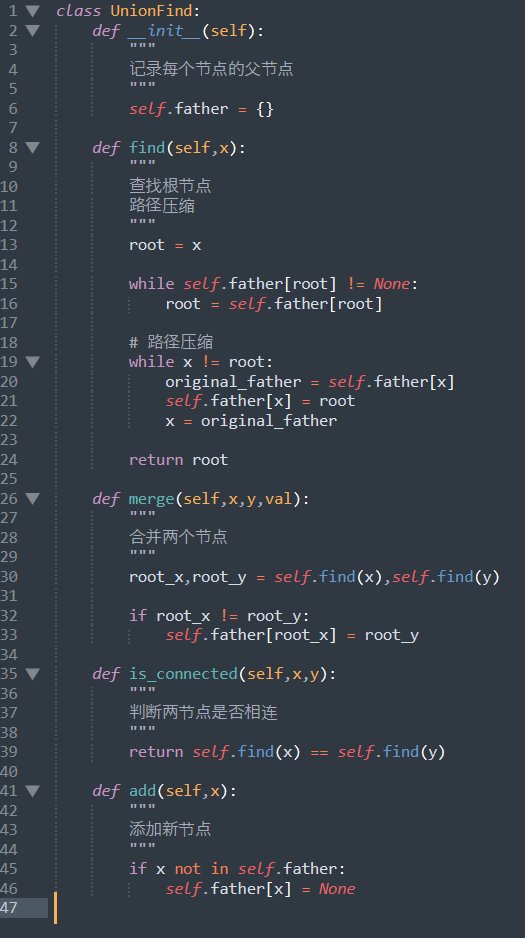 1 class UnionFind:
2     def __init__(self):
3         """
4         记录每个节点的父节点
5         """
6         self.father = {}
7
8     def find(self,x):
9         """
10         查找根节点
11         路径压缩
12         """
13         root = x
14
15         while self.father[root] != None:
16             root = self.father[root]
17
18         # 路径压缩
19         while x != root:
20             original_father = self.father[x]
21             self.father[x] = root
22             x = original_father
23
24         return root
25
26     def merge(self,x,y,val):
27         """
28         合并两个节点
29         """
30         root_x,root_y = self.find(x),self.find(y)
31
32         if root_x != root_y:
33             self.father[root_x] = root_y
34
35     def is_connected(self,x,y):
36         """
37         判断两节点是否相连
38         """
39         return self.find(x) == self.find(y)
40
41     def add(self,x):
42         """
43         添加新节点
44         """
45         if x not in self.father:
46             self.father[x] = None
47